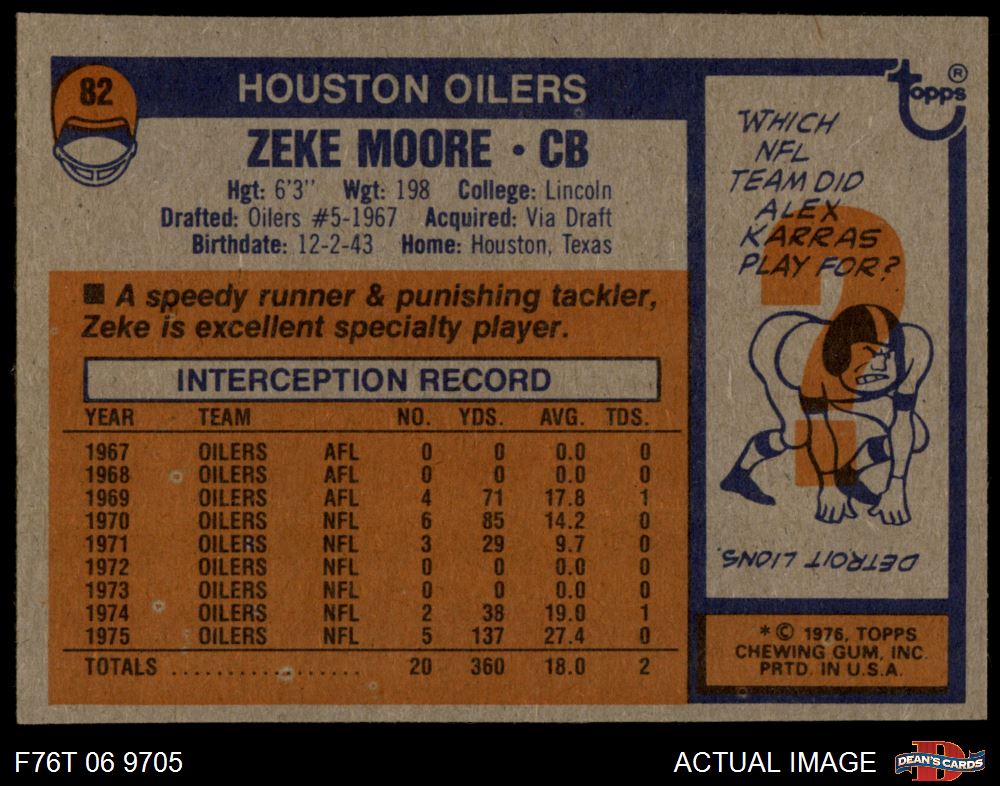 82
HOUSTON OILERS
ZEKE MOORE • CB
Hgt: 6'3" Wgt: 198 College: Lincoln
Drafted: Oilers #5-1967 Acquired: Via Draft
Birthdate: 12-2-43 Home: Houston, Texas
■ A speedy runner & punishing tackler,
Zeke is excellent specialty player.
INTERCEPTION RECORD
YEAR TEAM NO. YDS. AVG. TDS.
1967 OILERS AFL 0 0 0.0 0
1968 OILERS AFL 0 0 0.0 0
1969 OILERS AFL 4 71 17.8 1
1970 OILERS NFL 6 85 14.2 0
1971 OILERS NFL 3 29 9.7 0
1972 OILERS NFL 0 0 0.0 0
1973 OILERS NFL 0 0 0.0 0
1974 OILERS NFL 2 38 19.0 1
1975 OILERS NFL 5 137 27.4 0
TOTALS .................. 20 360 18.0 2
topps ®
WHICH
NFL
TEAM DID
ALEX
KARRAS
PLAY FOR?
?
DETROIT LIONS.
* © 1976, TOPPS
CHEWING GUM, INC.
PRTD. IN U.S.A.
F76T 06 9705
ACTUAL IMAGE
D
DEAN'S CARDS